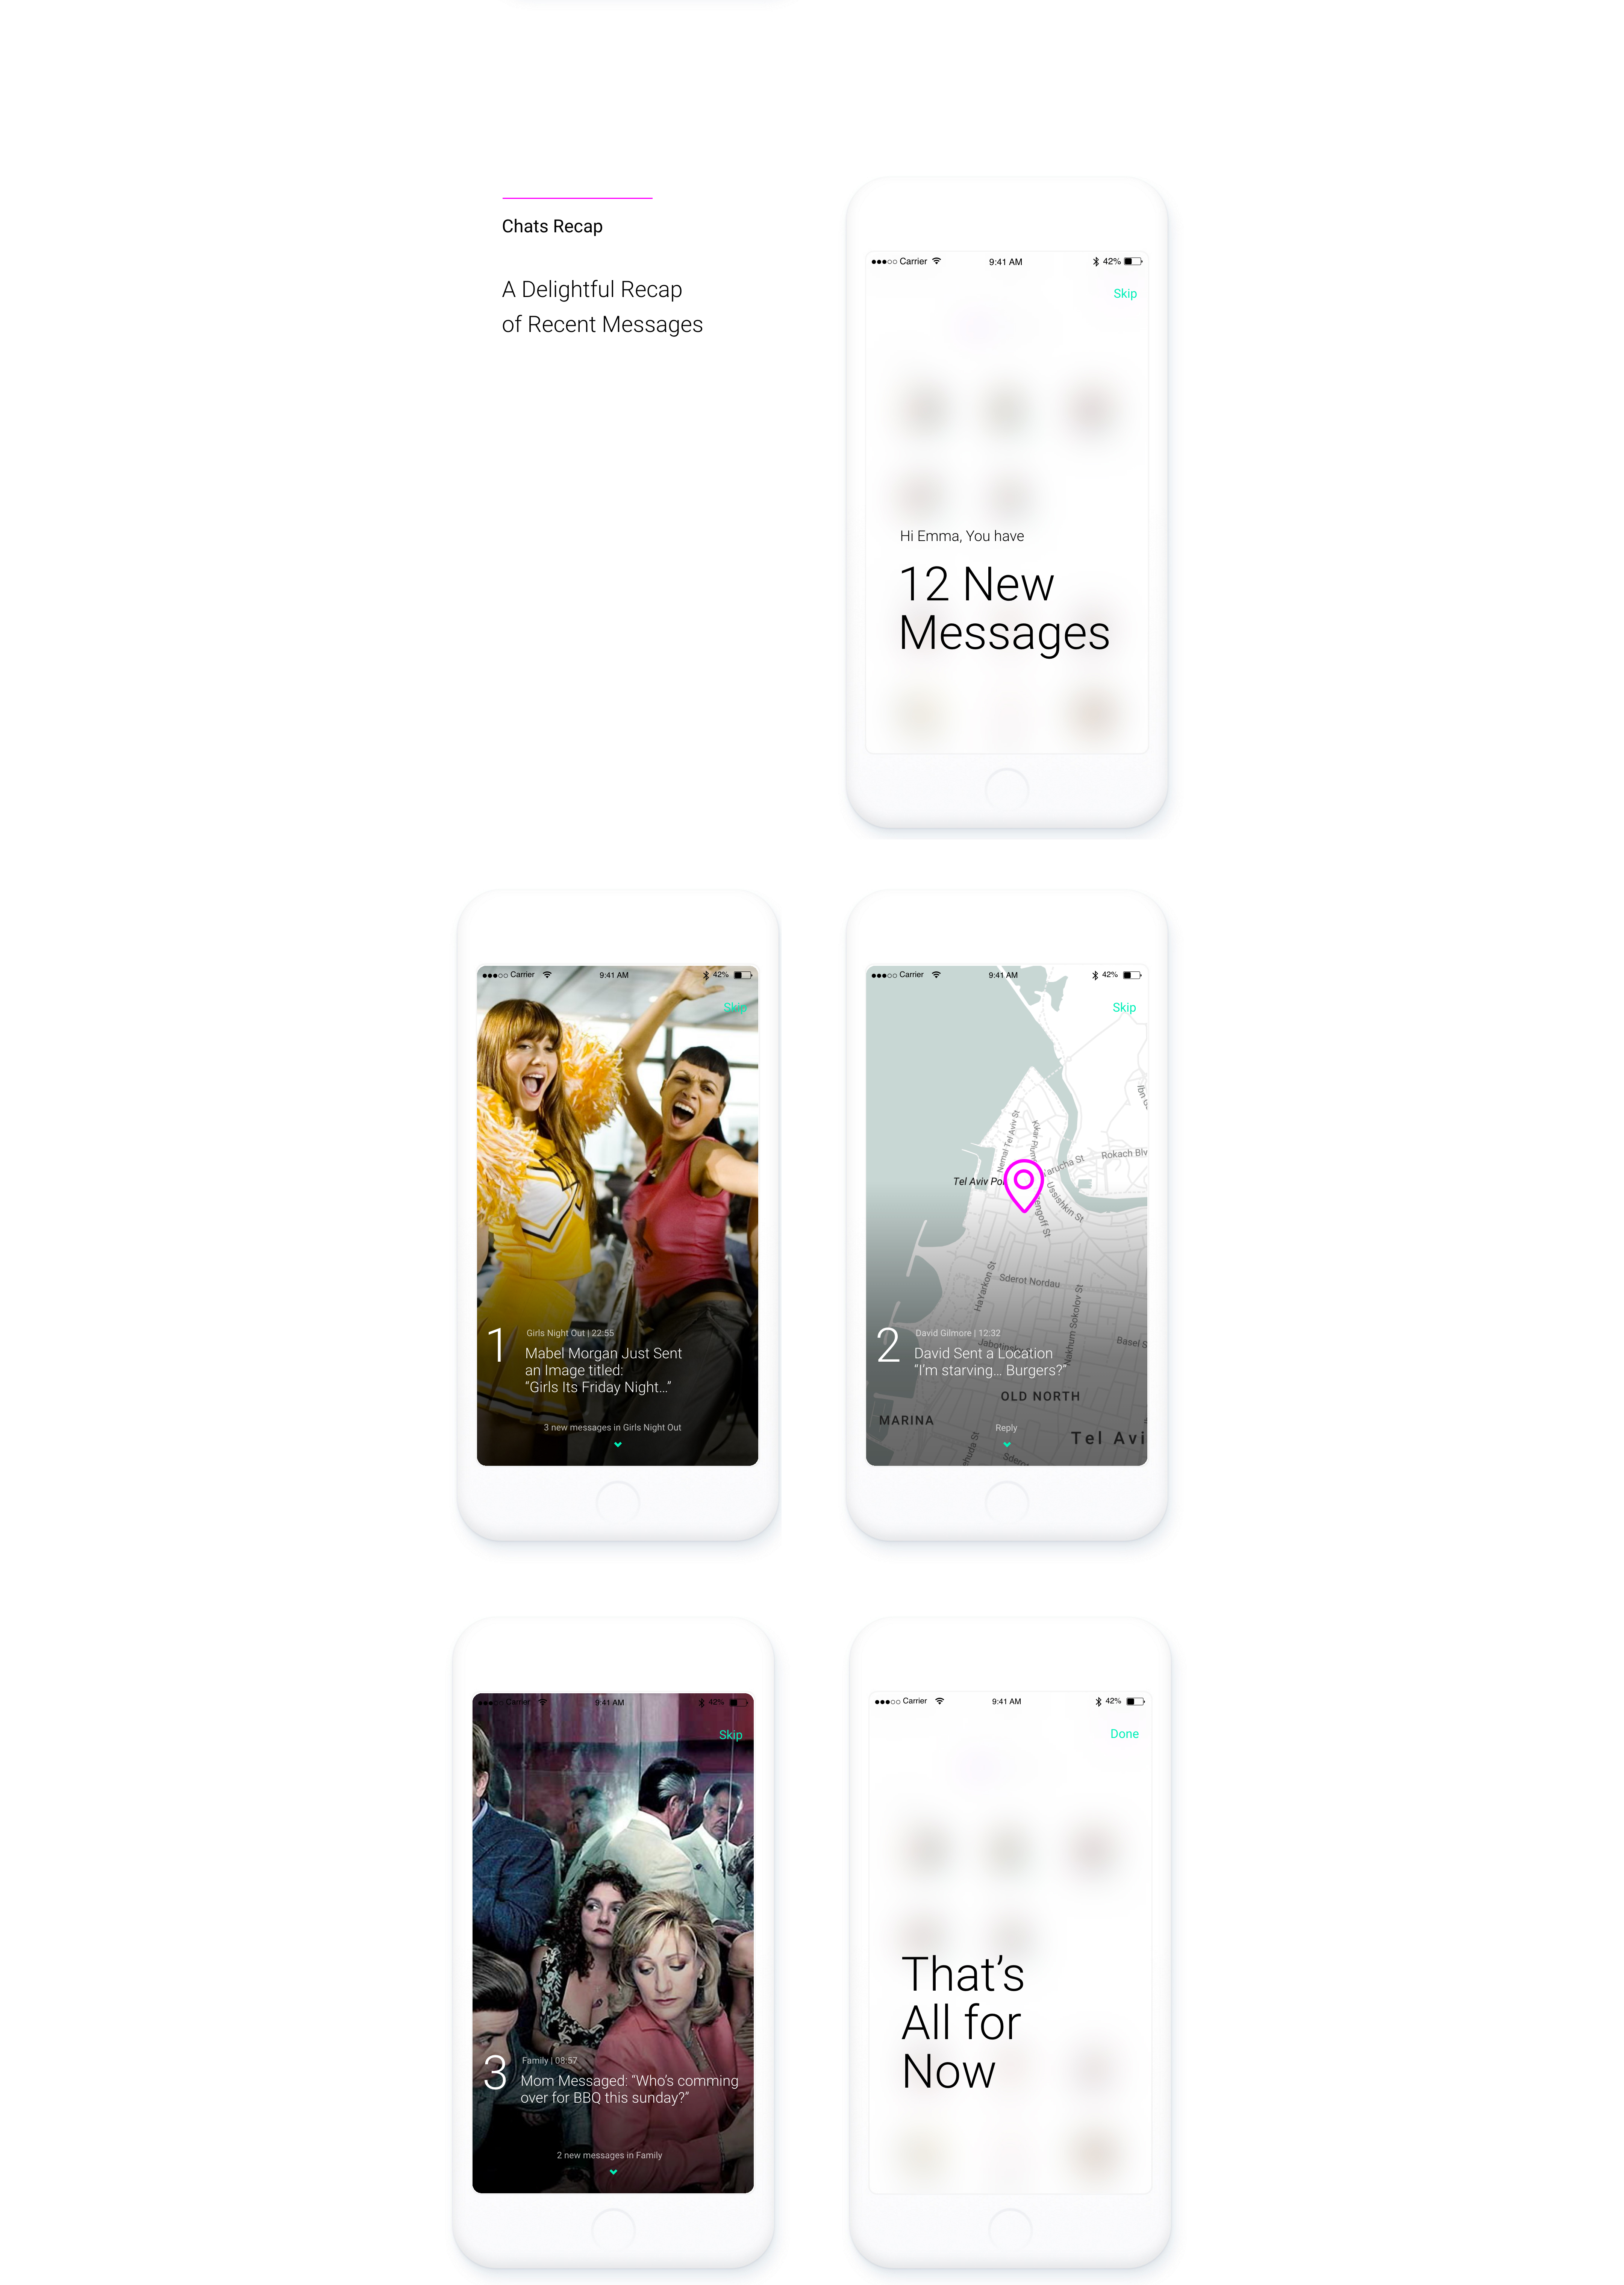 Chats Recap
A Delightful Recap
of Recent Messages
Carrier 9:41 AM 42%
Skip
Hi Emma, You have
12 New
Messages
Carrier 9:41 AM 42%
Skip
1
Girls Night Out | 22:55
Mabel Morgan Just Sent
an Image titled:
“Girls Its Friday Night...”
3 new messages in Girls Night Out
Carrier 9:41 AM 42%
Skip
Nemal Tel Aviv St
Rokach Blv
Tel Aviv Po
Ussishkin St
engoff St
HaYarkon St
Sderot Nordau
Nakhum Sokolov St
Basel S
2
David Gilmore | 12:32
David Sent a Location
“I’m starving... Burgers?”
OLD NORTH
MARINA
Reply
Tel Avi
Carrier 9:41 AM 42%
Skip
3
Family | 08:57
Mom Messaged: “Who’s comming
over for BBQ this sunday?”
2 new messages in Family
Carrier 9:41 AM 42%
Done
That’s
All for
Now